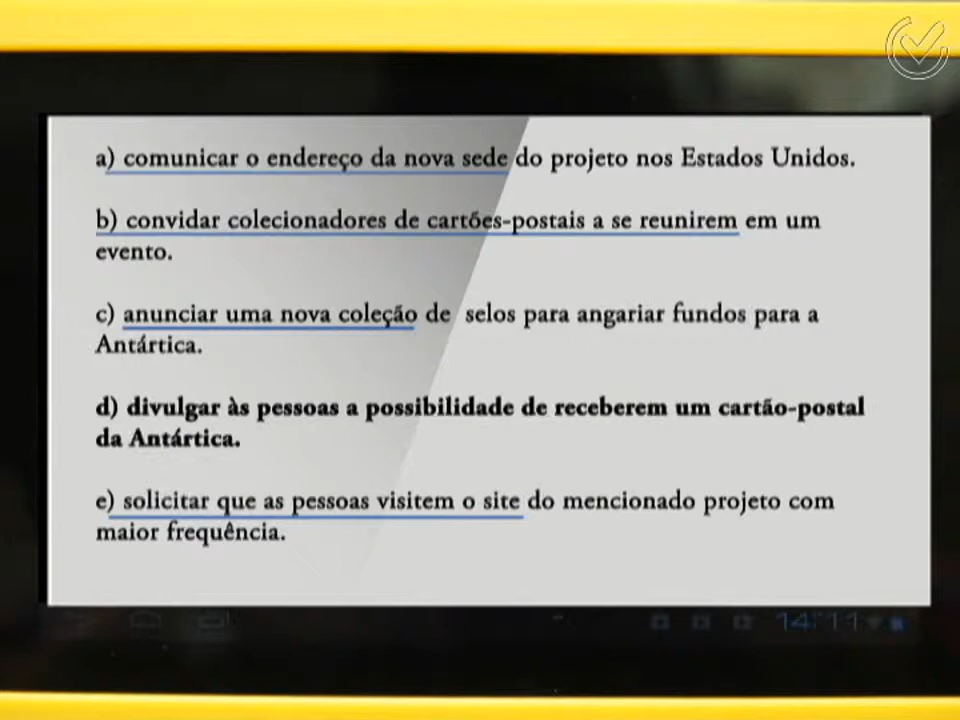 a) comunicar o endereço da nova sede do projeto nos Estados Unidos.
b) convidar colecionadores de cartões-postais a se reunirem em um
evento.
c) anunciar uma nova coleção de selos para angariar fundos para a
Antártica.
d) divulgar às pessoas a possibilidade de receberem um cartão-postal
da Antártica.
e) solicitar que as pessoas visitem o site do mencionado projeto com
maior frequência.
14:11